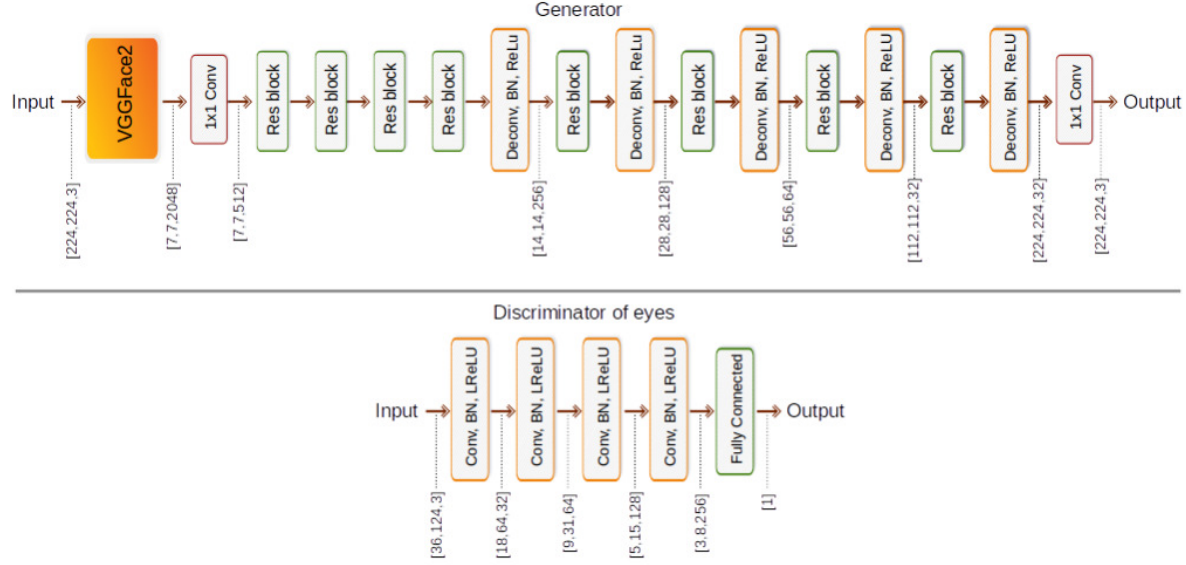 Generator
Input
VGGFace2
1x1 Conv
Res block
Res block
Res block
Res block
Deconv, BN, ReLu
Res block
Deconv, BN, ReLU
Res block
Deconv, BN, ReLU
Res block
Deconv, BN, ReLU
Res block
Deconv, BN, ReLU
1x1 Conv
Output
[224,224,3]
[7,7,2048]
[7,7,512]
[14,14,256]
[28,28,128]
[56,56,64]
[112,112,32]
[224,224,32]
[224,224,3]
Discriminator of eyes
Input
Conv, BN, LReLU
Conv, BN, LReLU
Conv, BN, LReLU
Conv, BN, LReLU
Fully Connected
Output
[36,124,3]
[18,64,32]
[9,31,64]
[5,15,128]
[3,8,256]
[1]